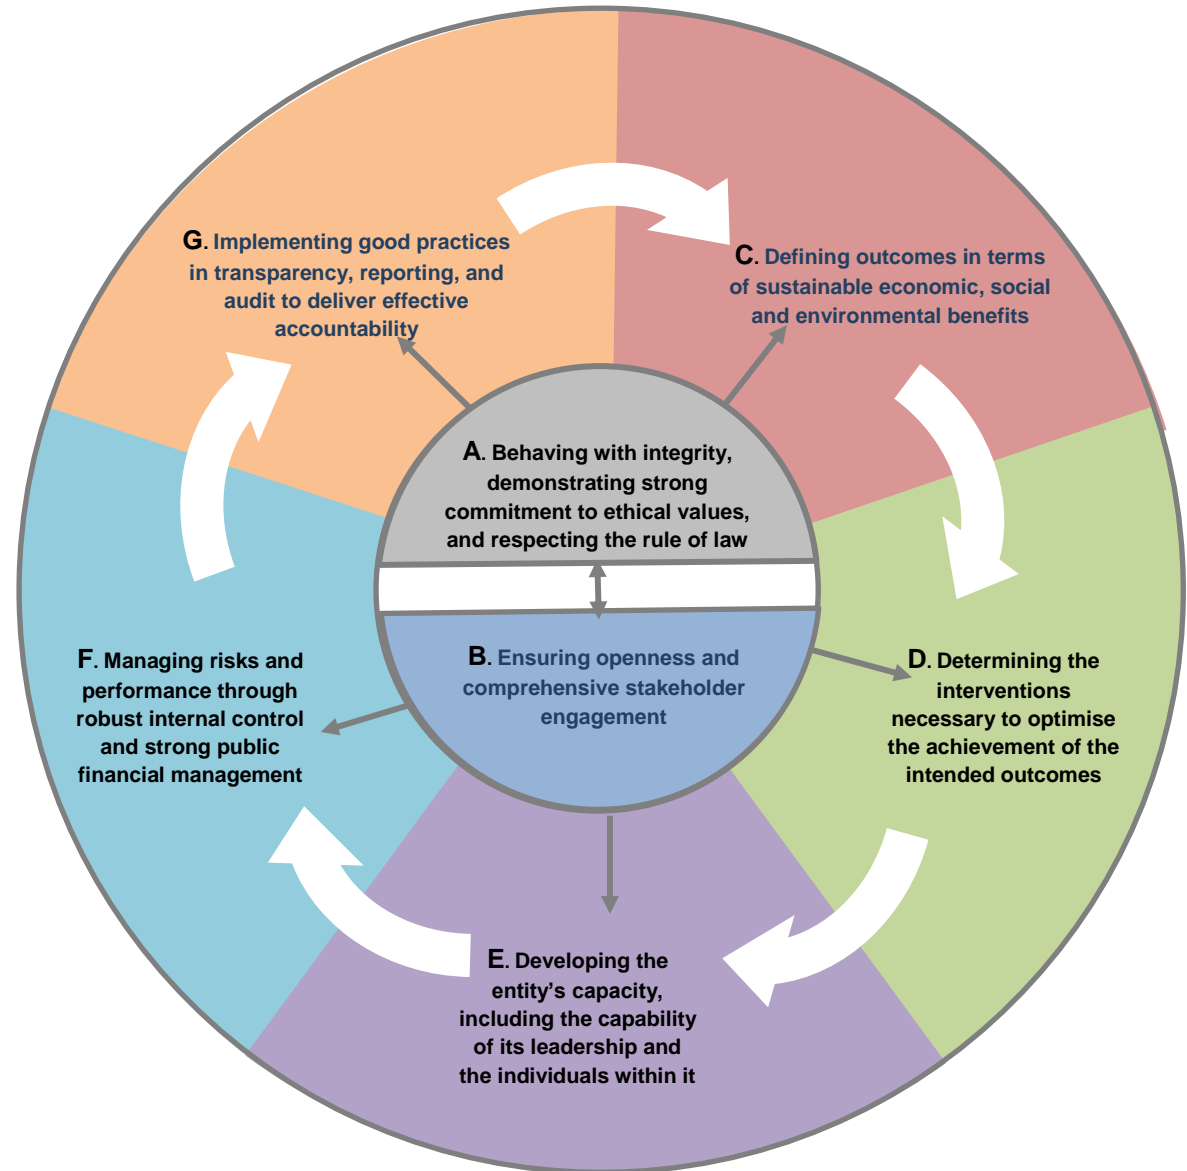 G. Implementing good practices
in transparency, reporting, and
audit to deliver effective
accountability
C. Defining outcomes in terms
of sustainable economic, social
and environmental benefits
A. Behaving with integrity,
demonstrating strong
commitment to ethical values,
and respecting the rule of law
B. Ensuring openness and
comprehensive stakeholder
engagement
F. Managing risks and
performance through
robust internal control
and strong public
financial management
D. Determining the
interventions
necessary to optimise
the achievement of the
intended outcomes
E. Developing the
entity’s capacity,
including the capability
of its leadership and
the individuals within it